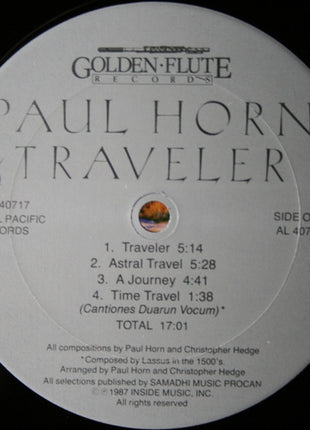 GOLDEN·FLUTE
RECORDS
PAUL HORN
TRAVELER
40717
PACIFIC
SIDE
AL 407
1. Traveler 5:14
2. Astral Travel 5:28
3. A Journey 4:41
4. Time Travel 1:38
(Cantiones Duarun Vocum)*
TOTAL 17:01
All compositions by Paul Horn and Christopher Hedge
*Composed by Lassus in the 1500's
Arranged by Paul Horn and Christopher Hedge
All selections published by SAMADHI MUSIC PROCAN
©℗1987 INSIDE MUSIC, INC.
All rights reserved